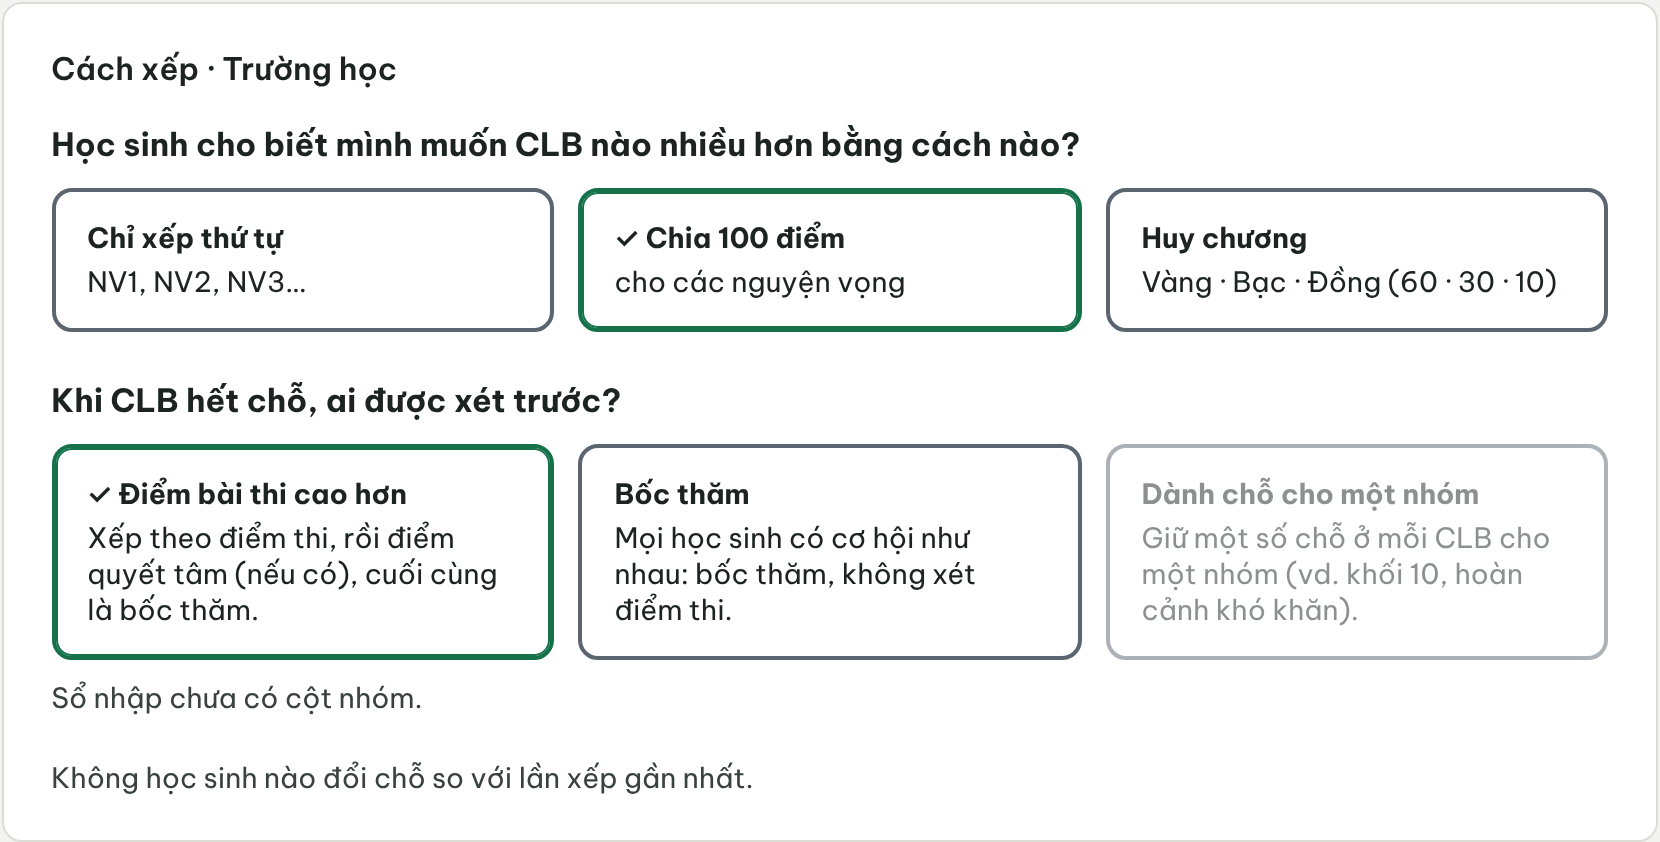 Cách xếp · Trường học
Học sinh cho biết mình muốn CLB nào nhiều hơn bằng cách nào?
Chỉ xếp thứ tự
NV1, NV2, NV3...
✓ Chia 100 điểm
cho các nguyện vọng
Huy chương
Vàng · Bạc · Đồng (60 · 30 · 10)
Khi CLB hết chỗ, ai được xét trước?
✓ Điểm bài thi cao hơn
Xếp theo điểm thi, rồi điểm
quyết tâm (nếu có), cuối cùng
là bốc thăm.
Bốc thăm
Mọi học sinh có cơ hội như
nhau: bốc thăm, không xét
điểm thi.
Dành chỗ cho một nhóm
Giữ một số chỗ ở mỗi CLB cho
một nhóm (vd. khối 10, hoàn
cảnh khó khăn).
Sổ nhập chưa có cột nhóm.
Không học sinh nào đổi chỗ so với lần xếp gần nhất.